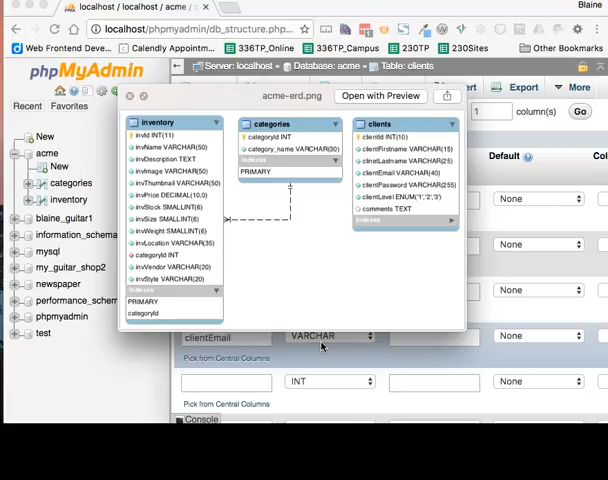 localhost / localhost / acme
Blaine
localhost/phpmyadmin/db_structure.php?server=1&db=acme
Web Frontend Deve...
Calendly Appointment...
336TP_Online
336TP_Campus
230TP
230Sites
Other Bookmarks
phpMyAdmin
Recent
Favorites
New
acme
New
categories
inventory
blaine_guitar1
information_schema
mysql
my_guitar_shop2
newspaper
performance_schem
phpmyadmin
test
Server: localhost »
Database: acme »
Table: clients
Export
More
1
column(s)
Go
Default
None
None
None
acme-erd.png
Open with Preview
inventory
invId INT(11)
invName VARCHAR(50)
invDescription TEXT
invImage VARCHAR(50)
invThumbnail VARCHAR(50)
invPrice DECIMAL(10,0)
invStock SMALLINT(6)
invSize SMALLINT(6)
invWeight SMALLINT(6)
invLocation VARCHAR(35)
categoryId INT
invVendor VARCHAR(20)
invStyle VARCHAR(20)
Indexes
PRIMARY
categoryId
categories
categoryId INT
category_name VARCHAR(30)
Indexes
PRIMARY
clients
clientId INT(10)
clientFirstname VARCHAR(15)
clientLastname VARCHAR(25)
clientEmail VARCHAR(40)
clientPassword VARCHAR(255)
clientLevel ENUM('1','2','3')
comments TEXT
Indexes
clientEmail
VARCHAR
None
Pick from Central Columns
INT
None
Pick from Central Columns
Console